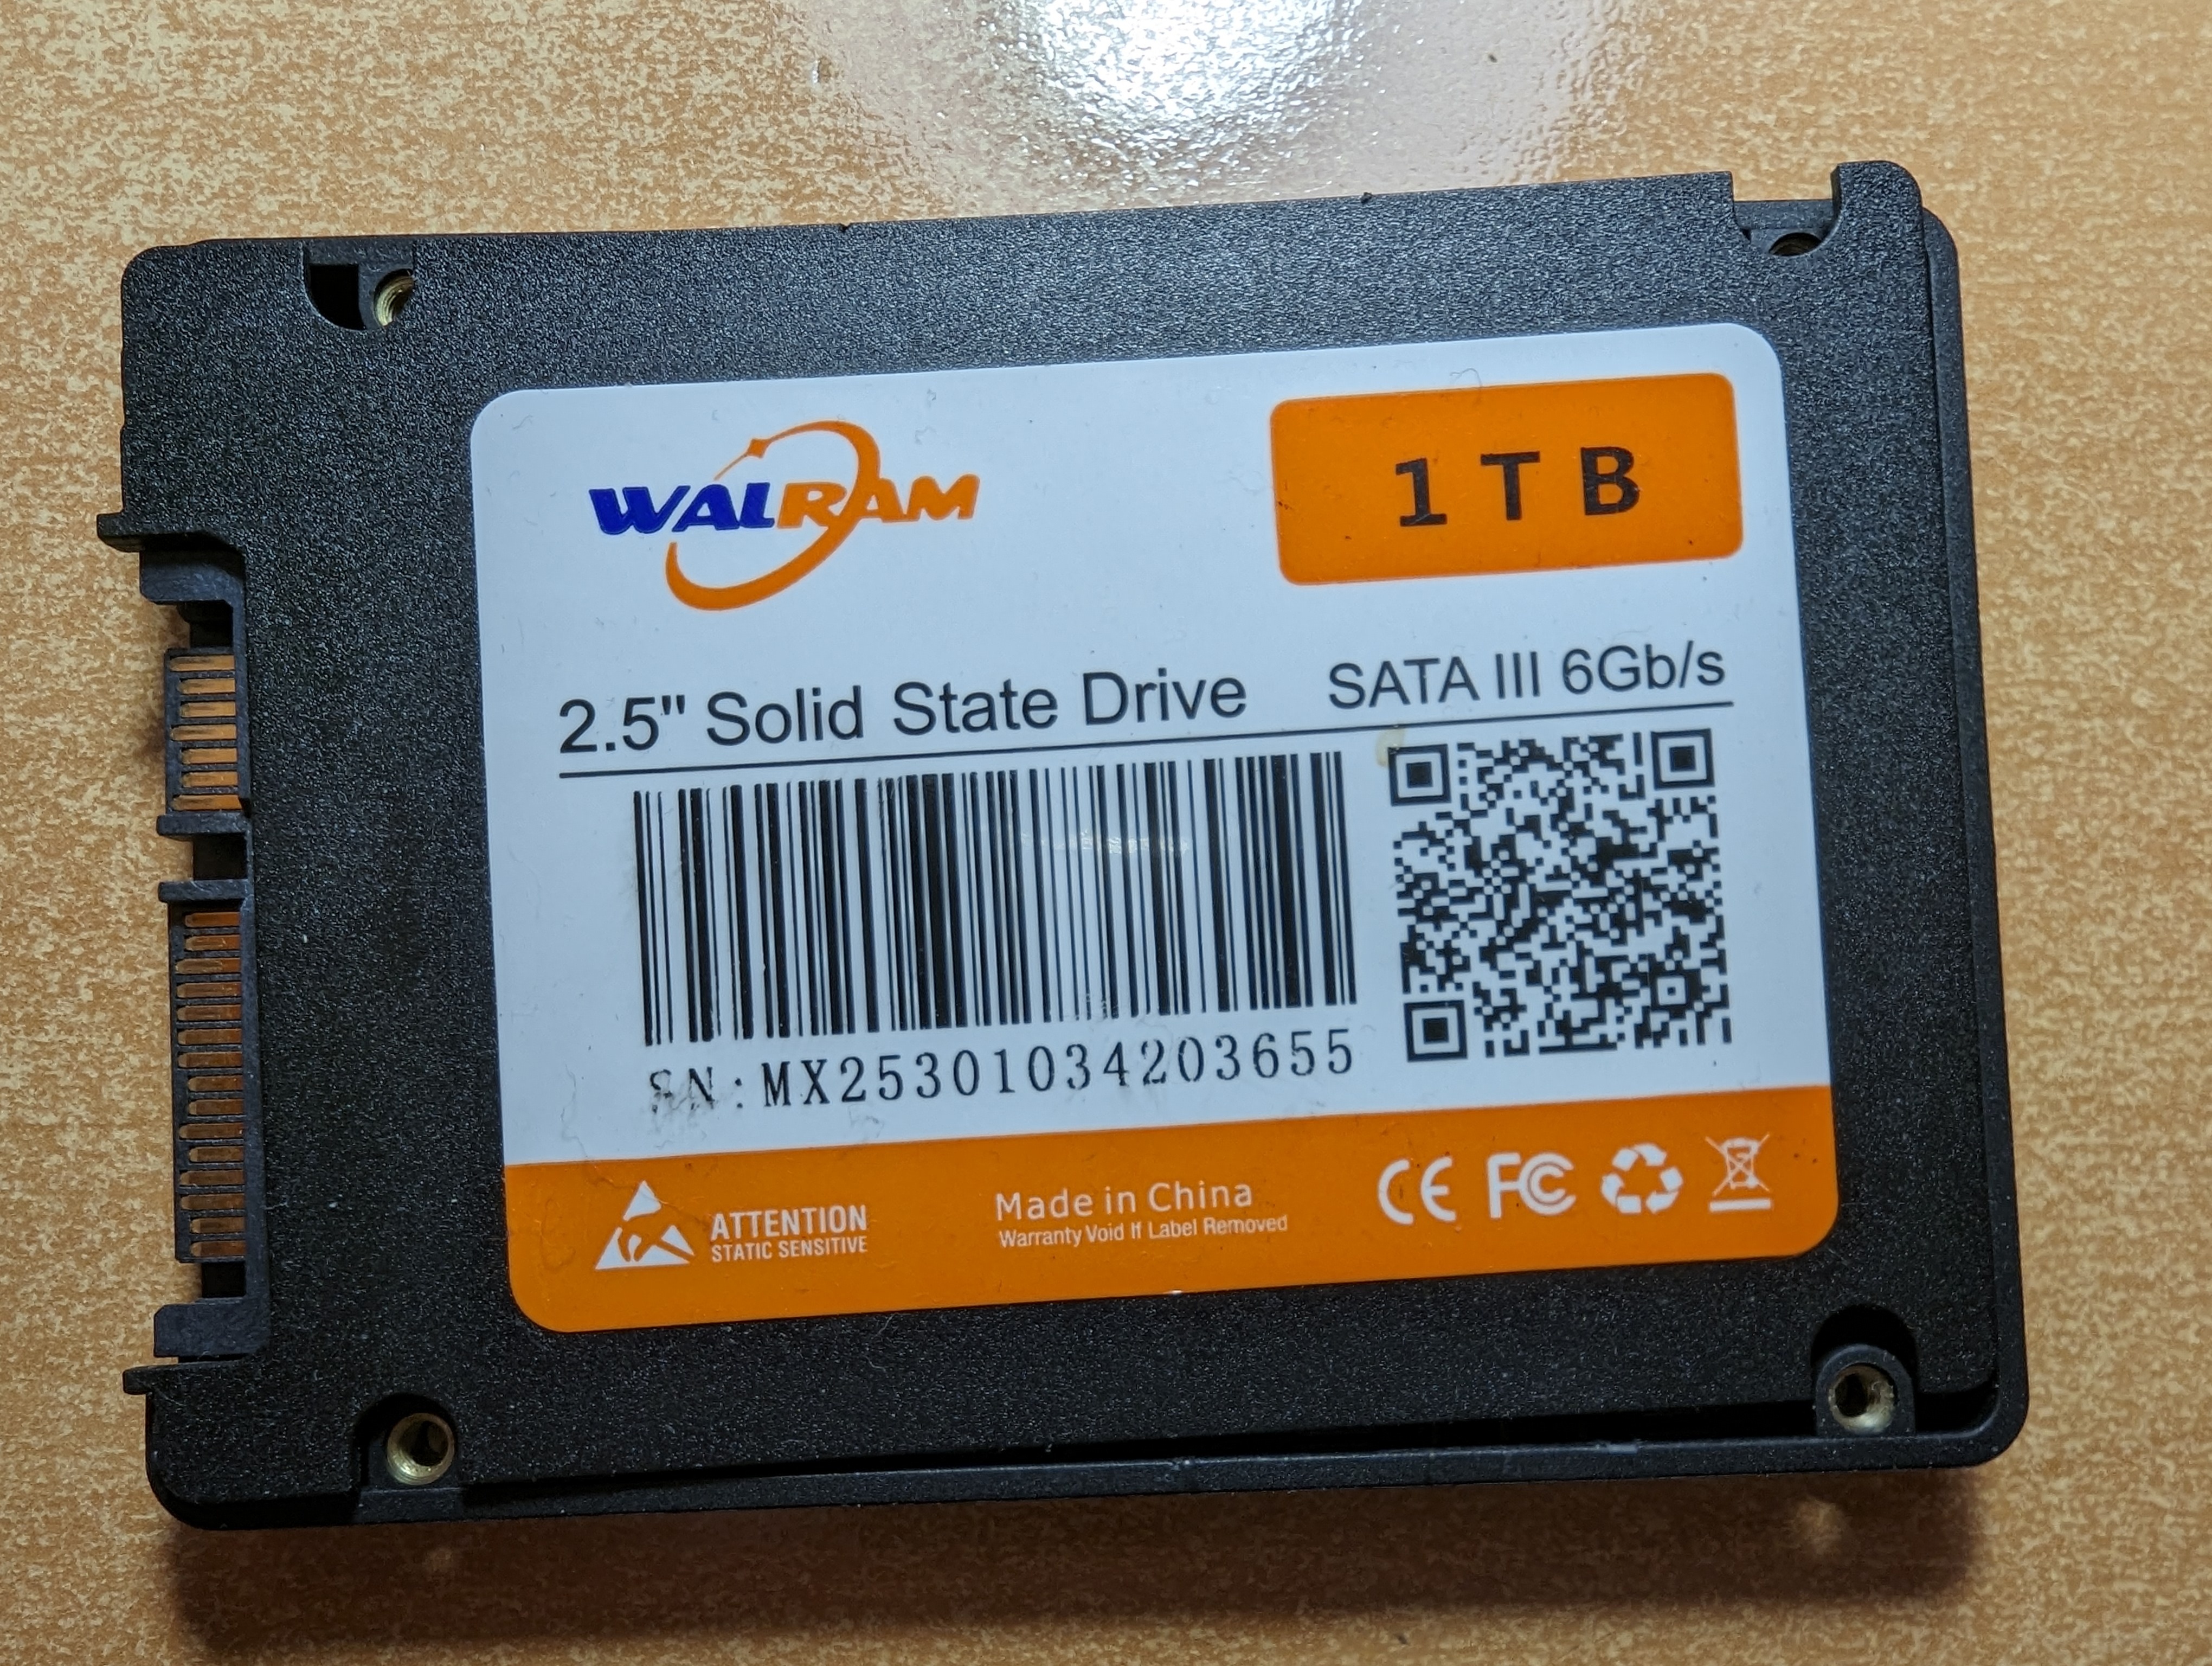 WALRAM
1TB
2.5" Solid State Drive SATA III 6Gb/s
SN:MX25301034203655
ATTENTION
STATIC SENSITIVE
Made in China
Warranty Void If Label Removed
CE FC